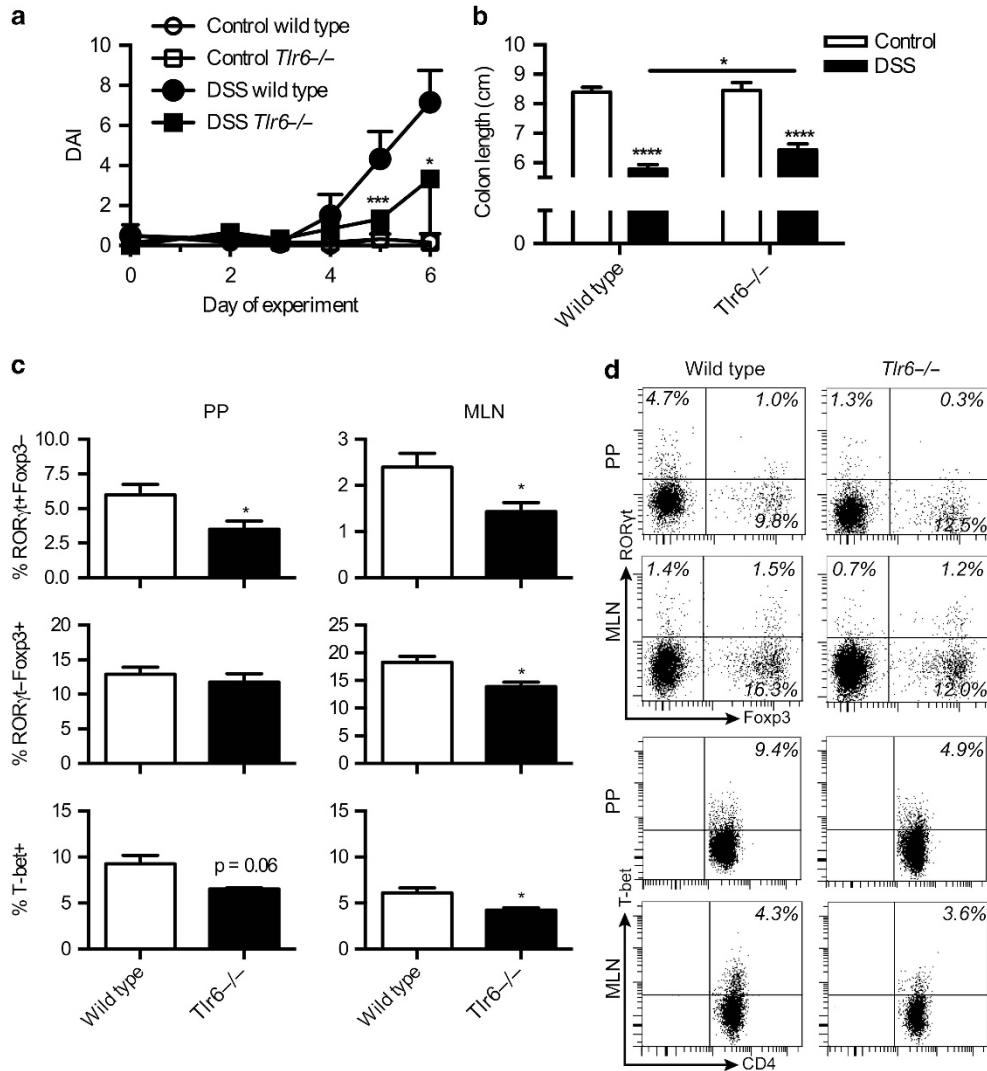 a
Control wild type
Control Tlr6–/–
DSS wild type
DSS Tlr6–/–
10
8
6
4
2
0
DAI
***
*
0 2 4 6
Day of experiment
b
Control
DSS
*
10
9
8
7
6
0
Colon length (cm)
****
****
Wild type
Tlr6–/–
c
PP
MLN
% RORγt+Foxp3–
10.0
7.5
5.0
2.5
0.0
*
3
2
1
0
*
% RORγt–Foxp3+
20
15
10
5
0
25
20
15
10
5
0
*
% T-bet+
15
10
5
0
p = 0.06
15
10
5
0
*
Wild type
Tlr6–/–
Wild type
Tlr6–/–
d
Wild type
Tlr6–/–
PP
4.7% 1.0%
9.8%
1.3% 0.3%
12.5%
RORγt
MLN
1.4% 1.5%
16.3%
0.7% 1.2%
12.0%
Foxp3
PP
9.4%
4.9%
T-bet
MLN
4.3%
3.6%
CD4